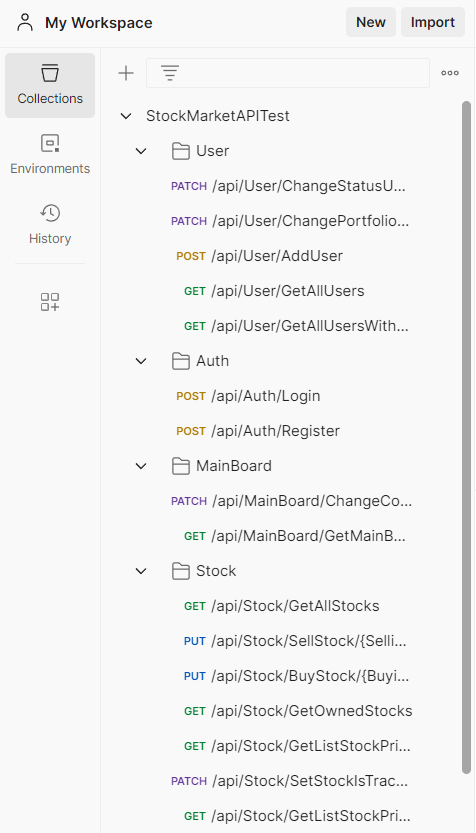 My Workspace
New
Import
Collections
Environments
History
StockMarketAPITest
User
PATCH /api/User/ChangeStatusU...
PATCH /api/User/ChangePortfolio...
POST /api/User/AddUser
GET /api/User/GetAllUsers
GET /api/User/GetAllUsersWith...
Auth
POST /api/Auth/Login
POST /api/Auth/Register
MainBoard
PATCH /api/MainBoard/ChangeCo...
GET /api/MainBoard/GetMainB...
Stock
GET /api/Stock/GetAllStocks
PUT /api/Stock/SellStock/{Selli...
PUT /api/Stock/BuyStock/{Buyi...
GET /api/Stock/GetOwnedStocks
GET /api/Stock/GetListStockPri...
PATCH /api/Stock/SetStockIsTrac...
GET /api/Stock/GetListStockPri...